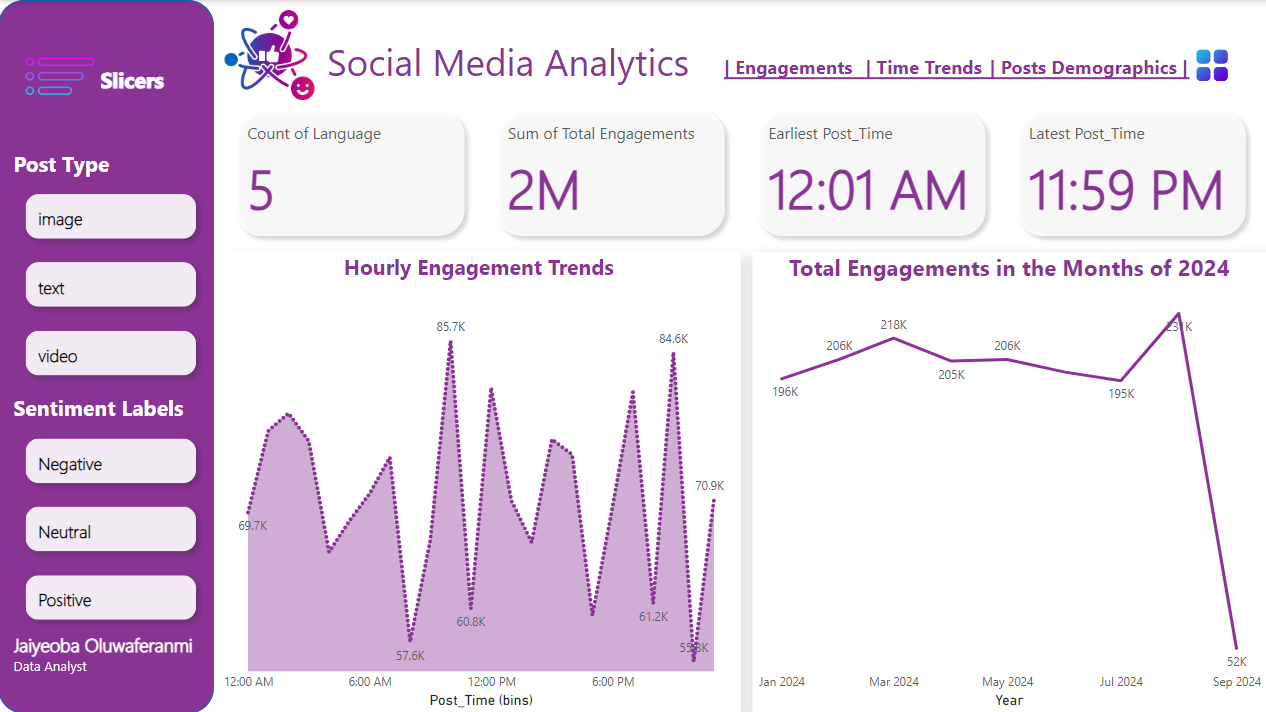 Slicers
Post Type
image
text
video
Sentiment Labels
Negative
Neutral
Positive
Jaiyeoba Oluwaferanmi
Data Analyst
Social Media Analytics
| Engagements | Time Trends | Posts Demographics |
Count of Language
5
Sum of Total Engagements
2M
Earliest Post_Time
12:01 AM
Latest Post_Time
11:59 PM
Hourly Engagement Trends
85.7K
84.6K
70.9K
69.7K
61.2K
60.8K
57.6K
12:00 AM 6:00 AM 12:00 PM 6:00 PM
Post_Time (bins)
Total Engagements in the Months of 2024
218K
206K
206K
205K
196K
195K
52K
Jan 2024 Mar 2024 May 2024 Jul 2024 Sep 2024
Year